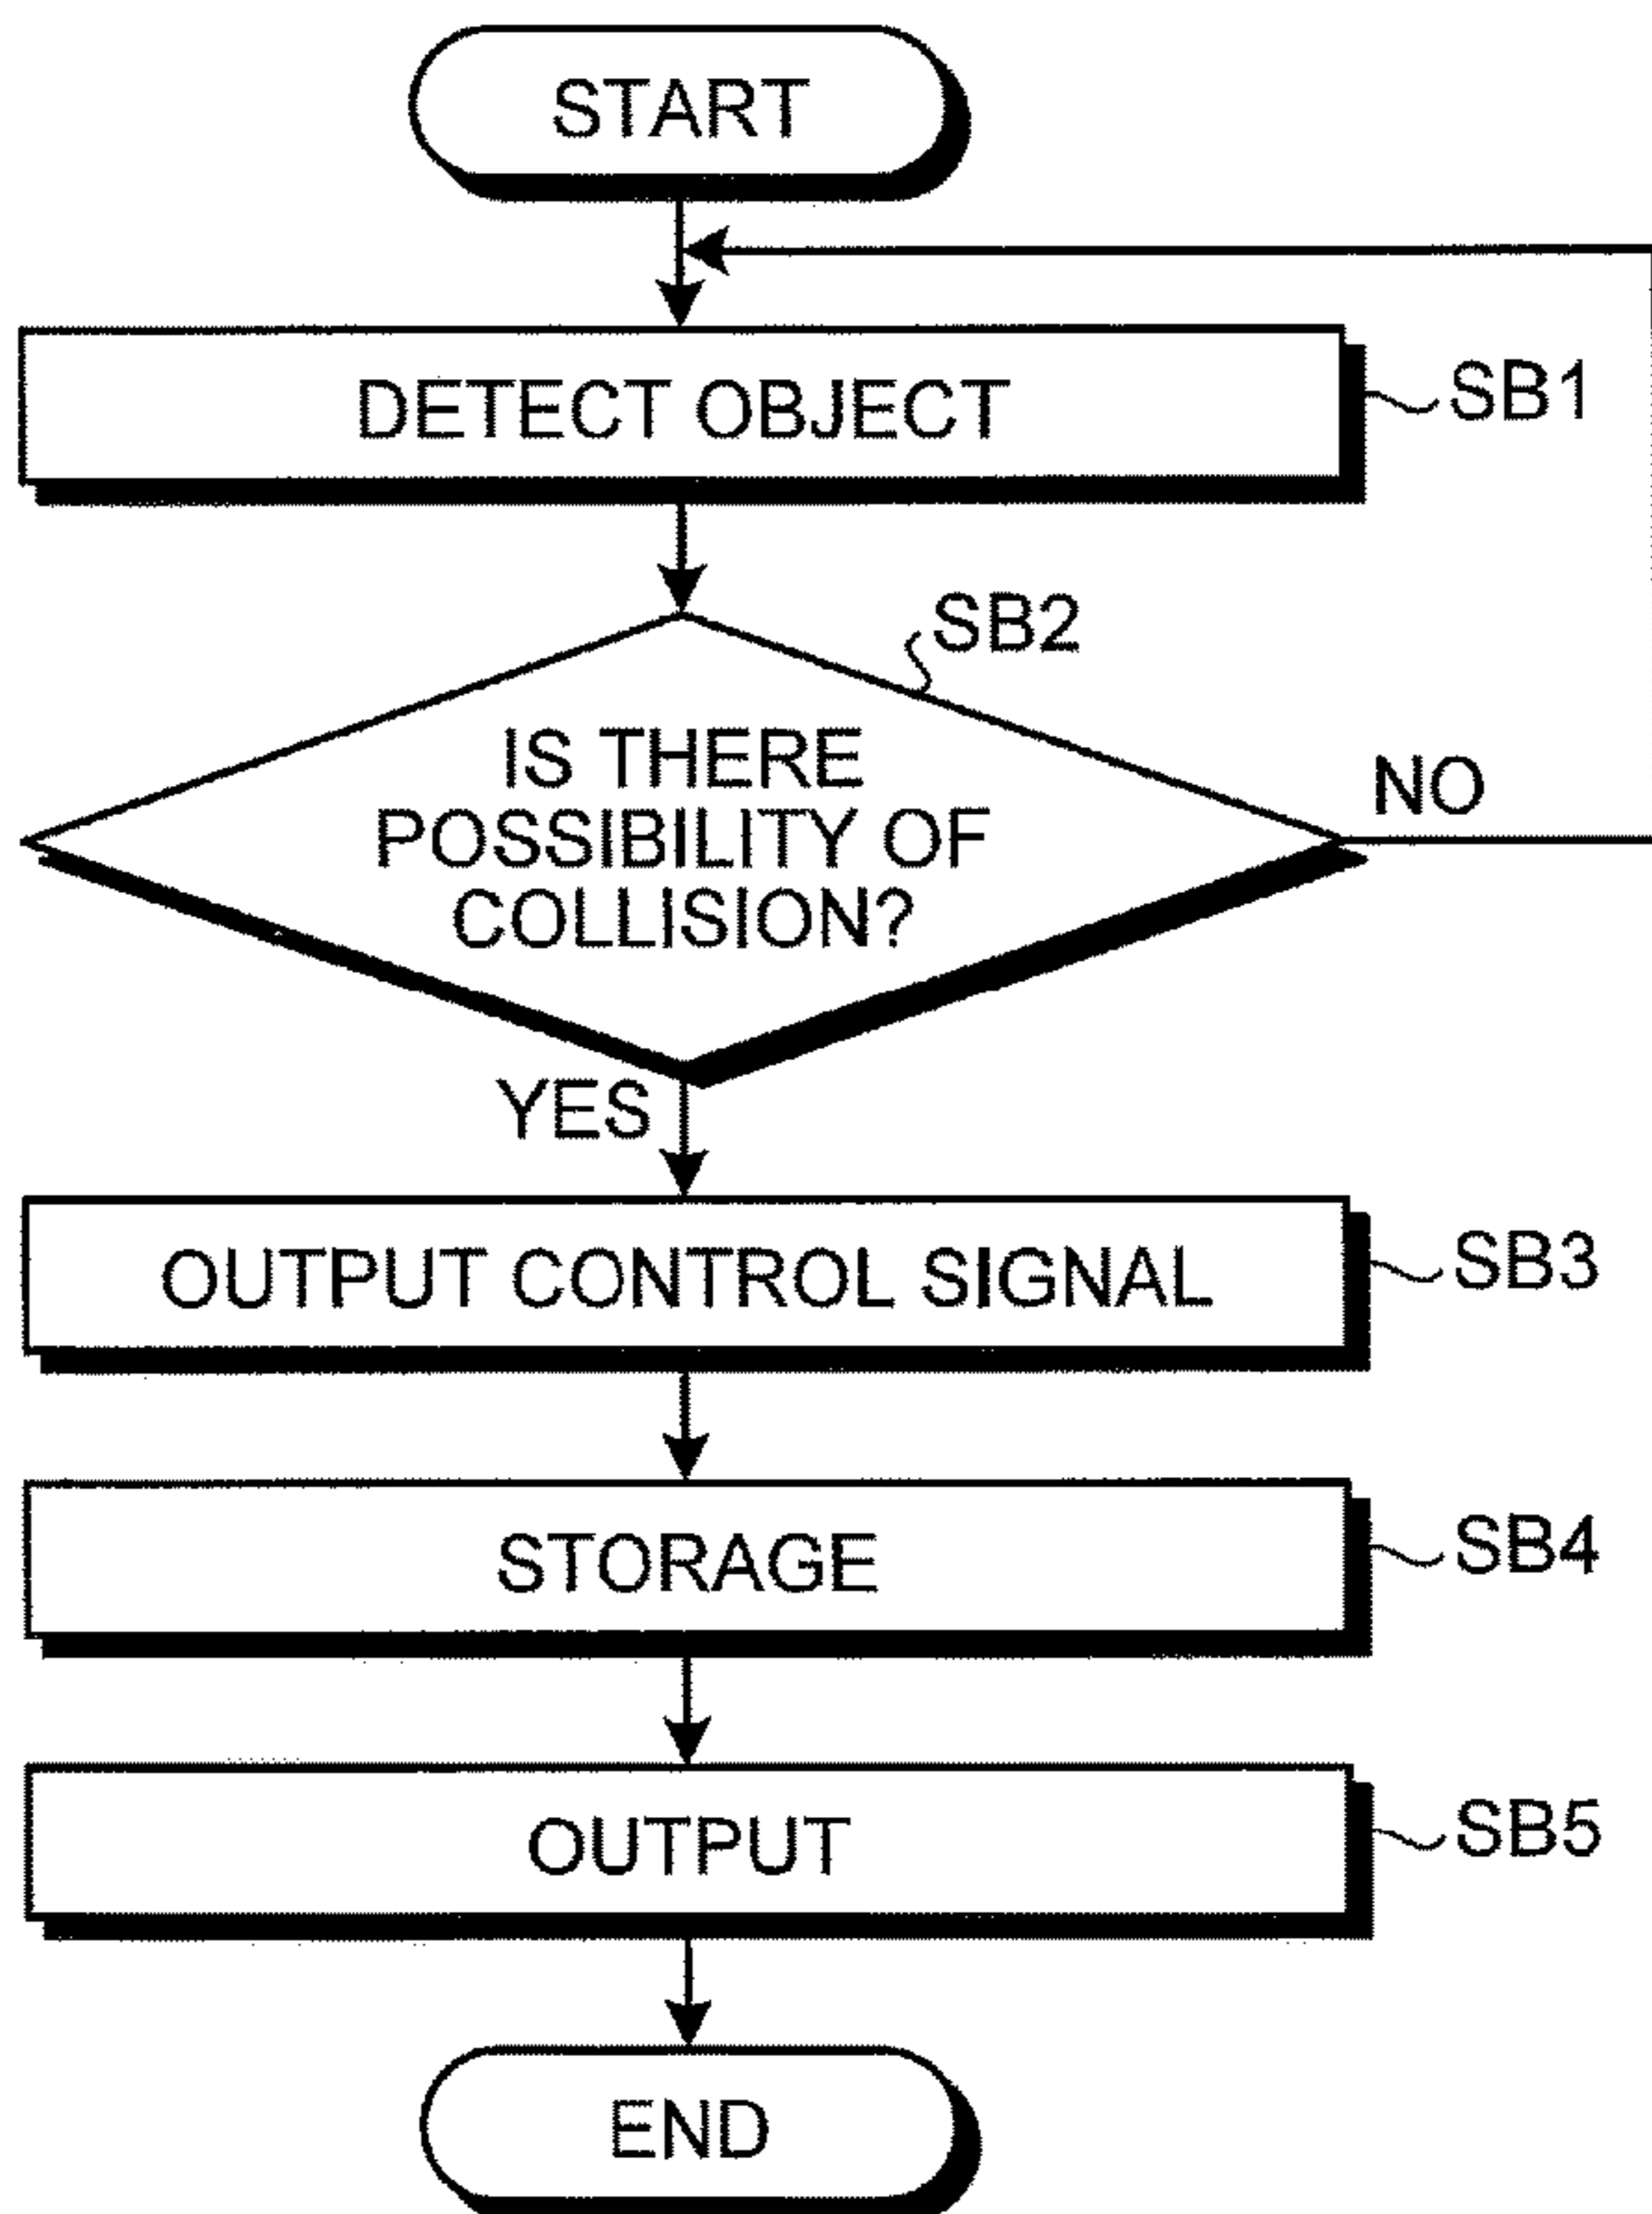 START
DETECT OBJECT
SB1
SB2
IS THERE
POSSIBILITY OF
COLLISION?
NO
YES
OUTPUT CONTROL SIGNAL
SB3
STORAGE
SB4
OUTPUT
SB5
END